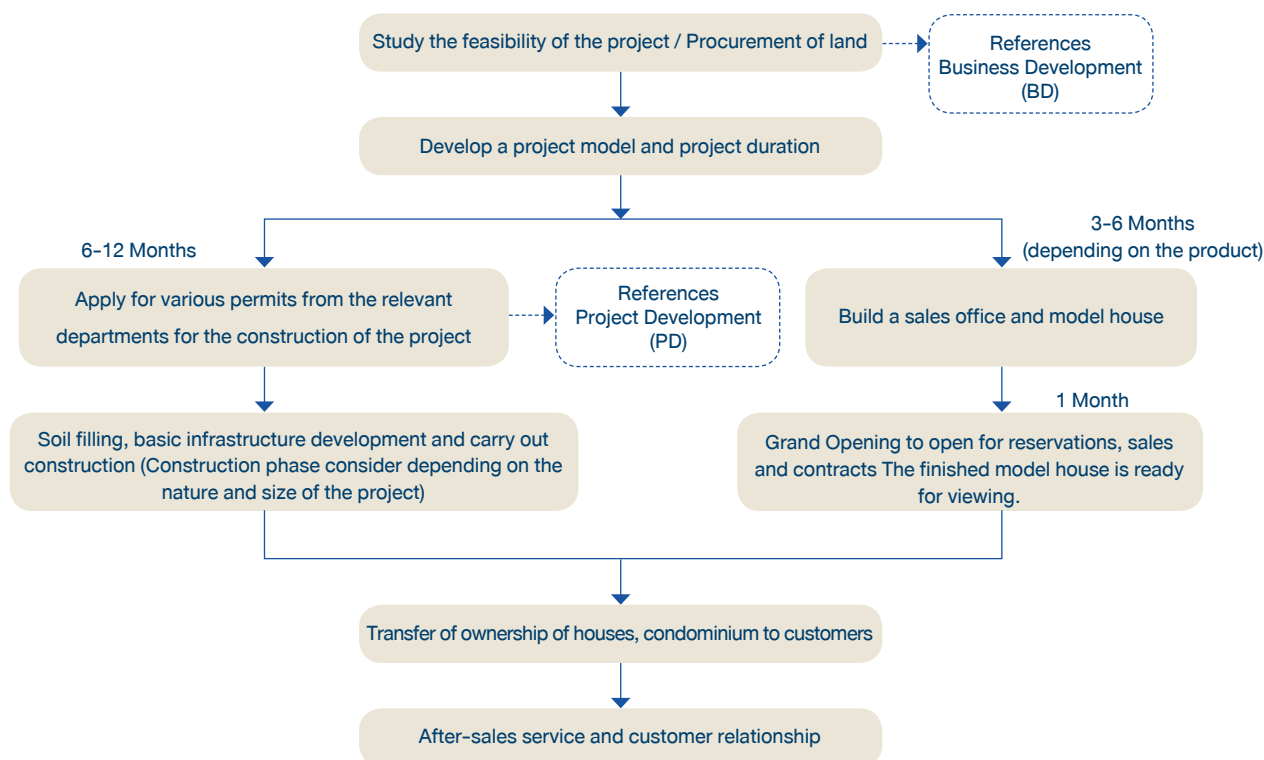 Study the feasibility of the project / Procurement of land
References
Business Development
(BD)
Develop a project model and project duration
6-12 Months
3-6 Months
(depending on the product)
Apply for various permits from the relevant
departments for the construction of the project
References
Project Development
(PD)
Build a sales office and model house
1 Month
Soil filling, basic infrastructure development and carry out
construction (Construction phase consider depending on the
nature and size of the project)
Grand Opening to open for reservations, sales
and contracts The finished model house is ready
for viewing.
Transfer of ownership of houses, condominium to customers
After-sales service and customer relationship